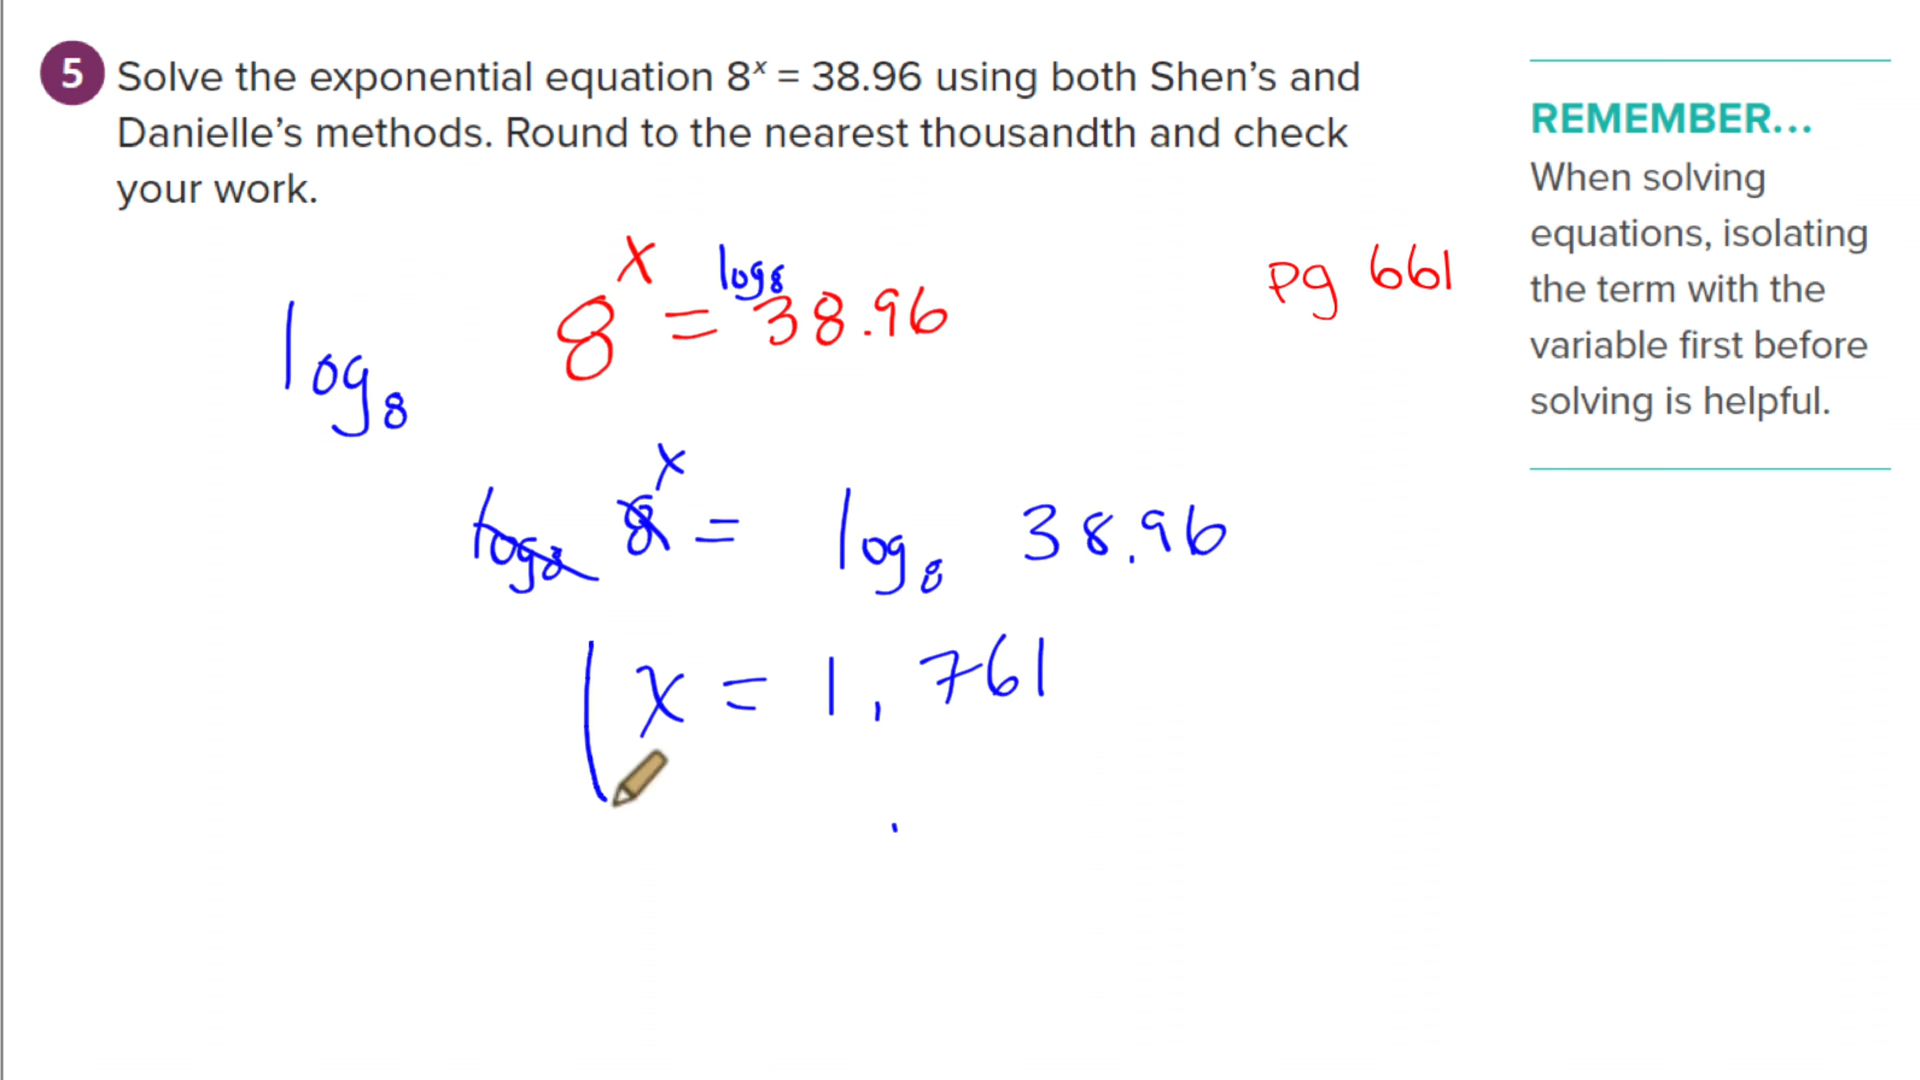 5 Solve the exponential equation 8ˣ = 38.96 using both Shen’s and
Danielle’s methods. Round to the nearest thousandth and check
your work.
REMEMBER...
When solving
equations, isolating
the term with the
variable first before
solving is helpful.
pg 661
8ˣ = log₈ 38.96
log₈
log₈ 8ˣ = log₈ 38.96
x = 1.761